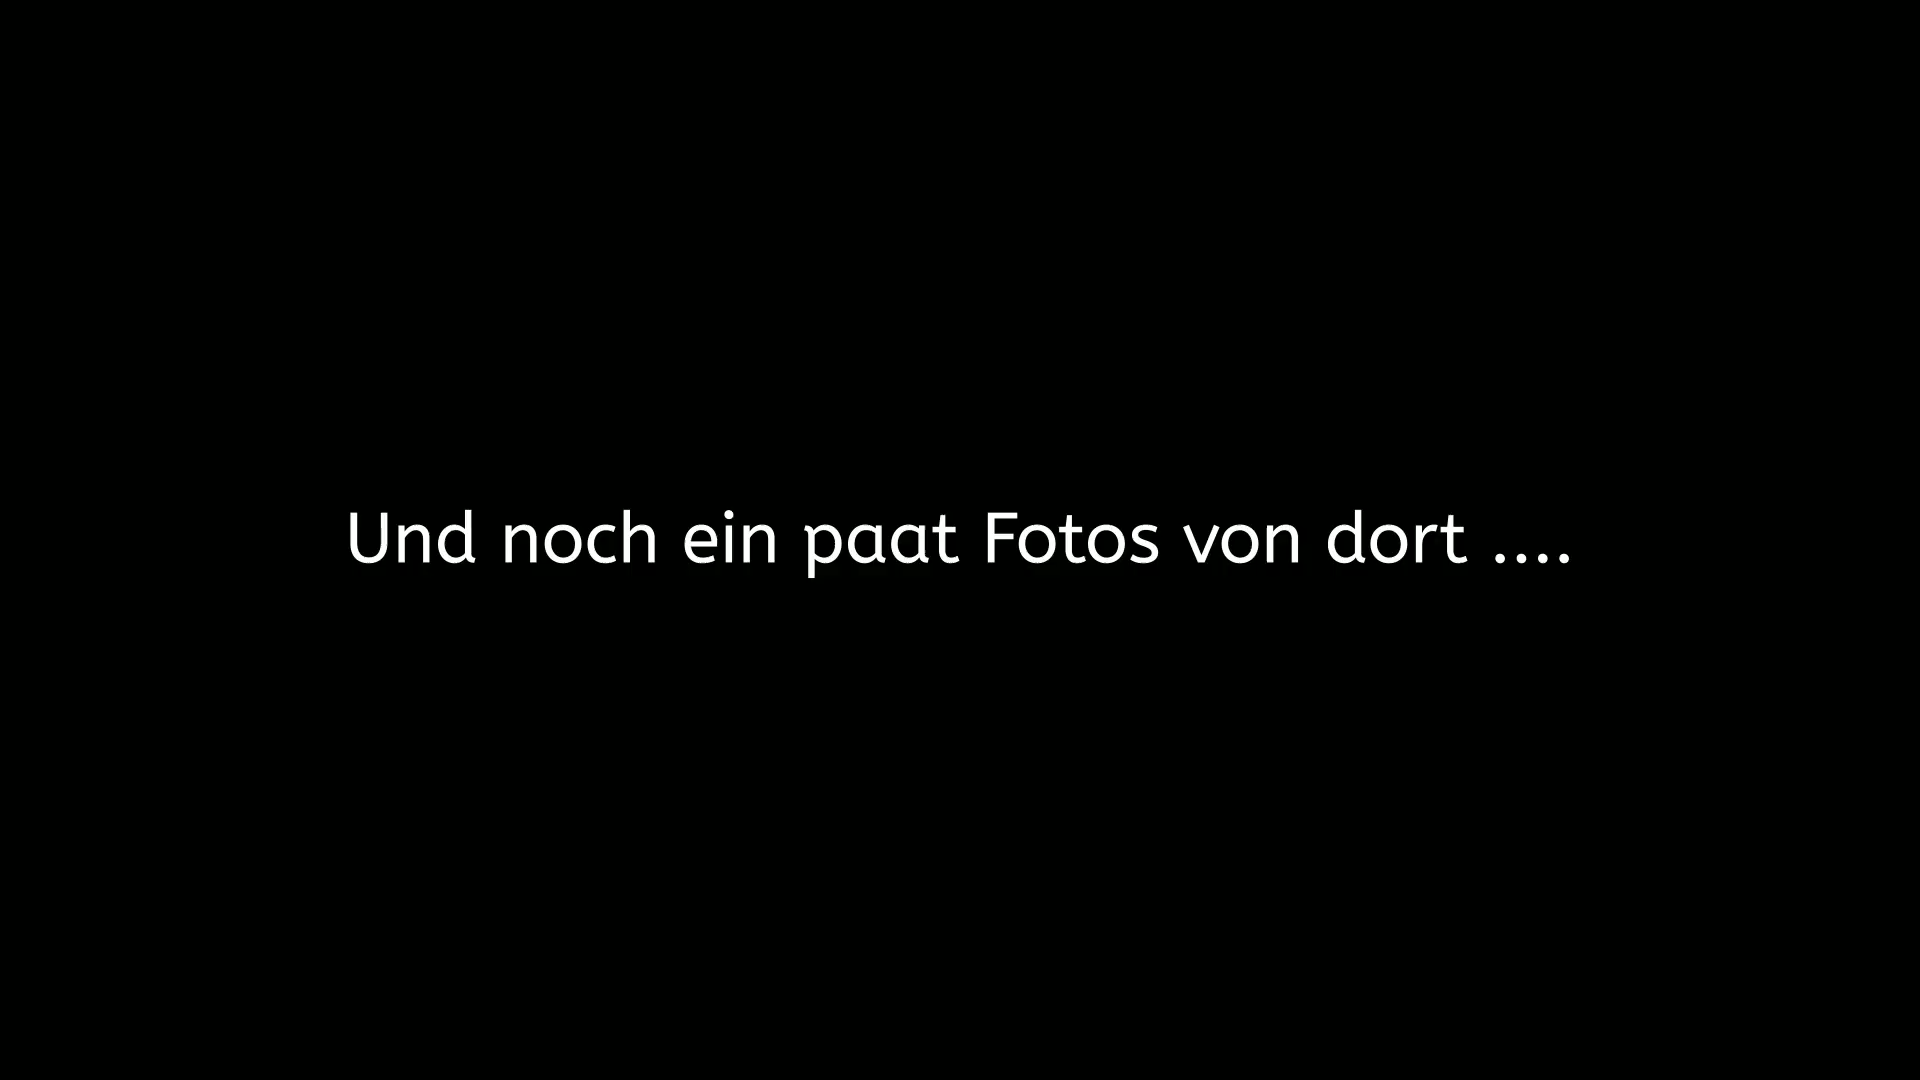 Und noch ein paat Fotos von dort ....